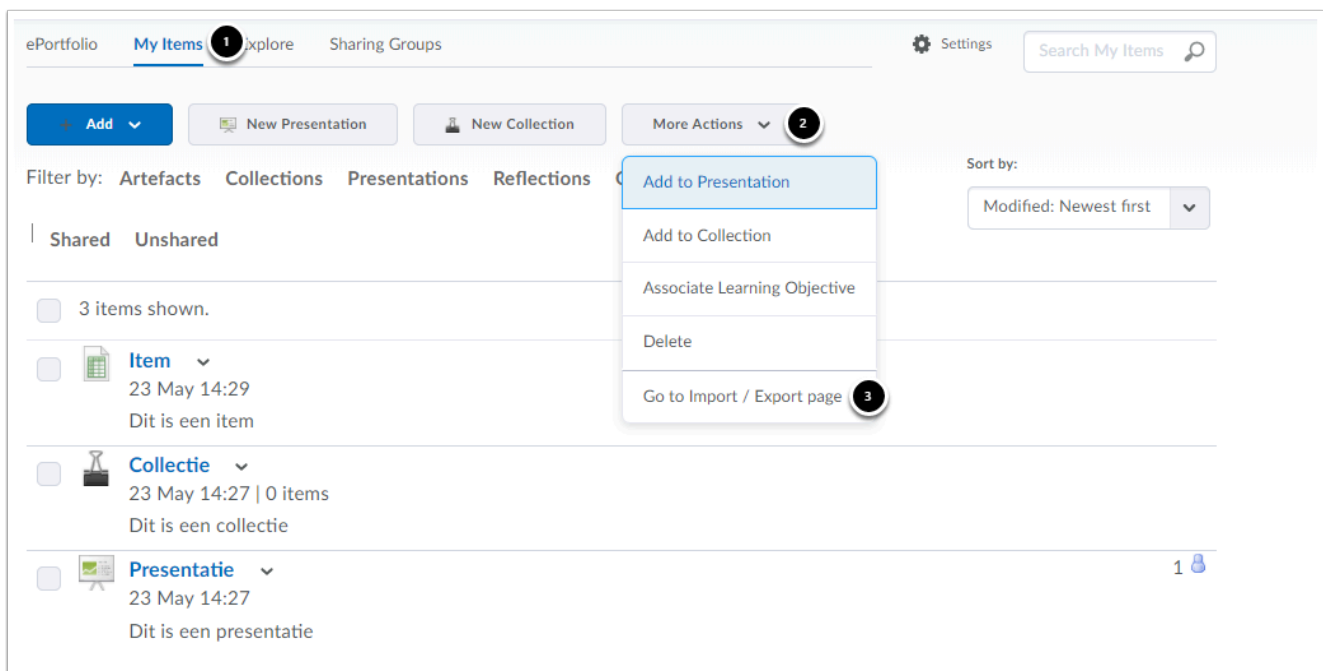 ePortfolio My Items 1 xplore Sharing Groups Settings Search My Items
Add New Presentation New Collection More Actions 2
Sort by:
Filter by: Artefacts Collections Presentations Reflections
Add to Presentation
Modified: Newest first
Add to Collection
Shared Unshared
Associate Learning Objective
3 items shown.
Delete
Item
23 May 14:29
Go to Import / Export page 3
Dit is een item
Collectie
23 May 14:27 | 0 items
Dit is een collectie
Presentatie 1
23 May 14:27
Dit is een presentatie